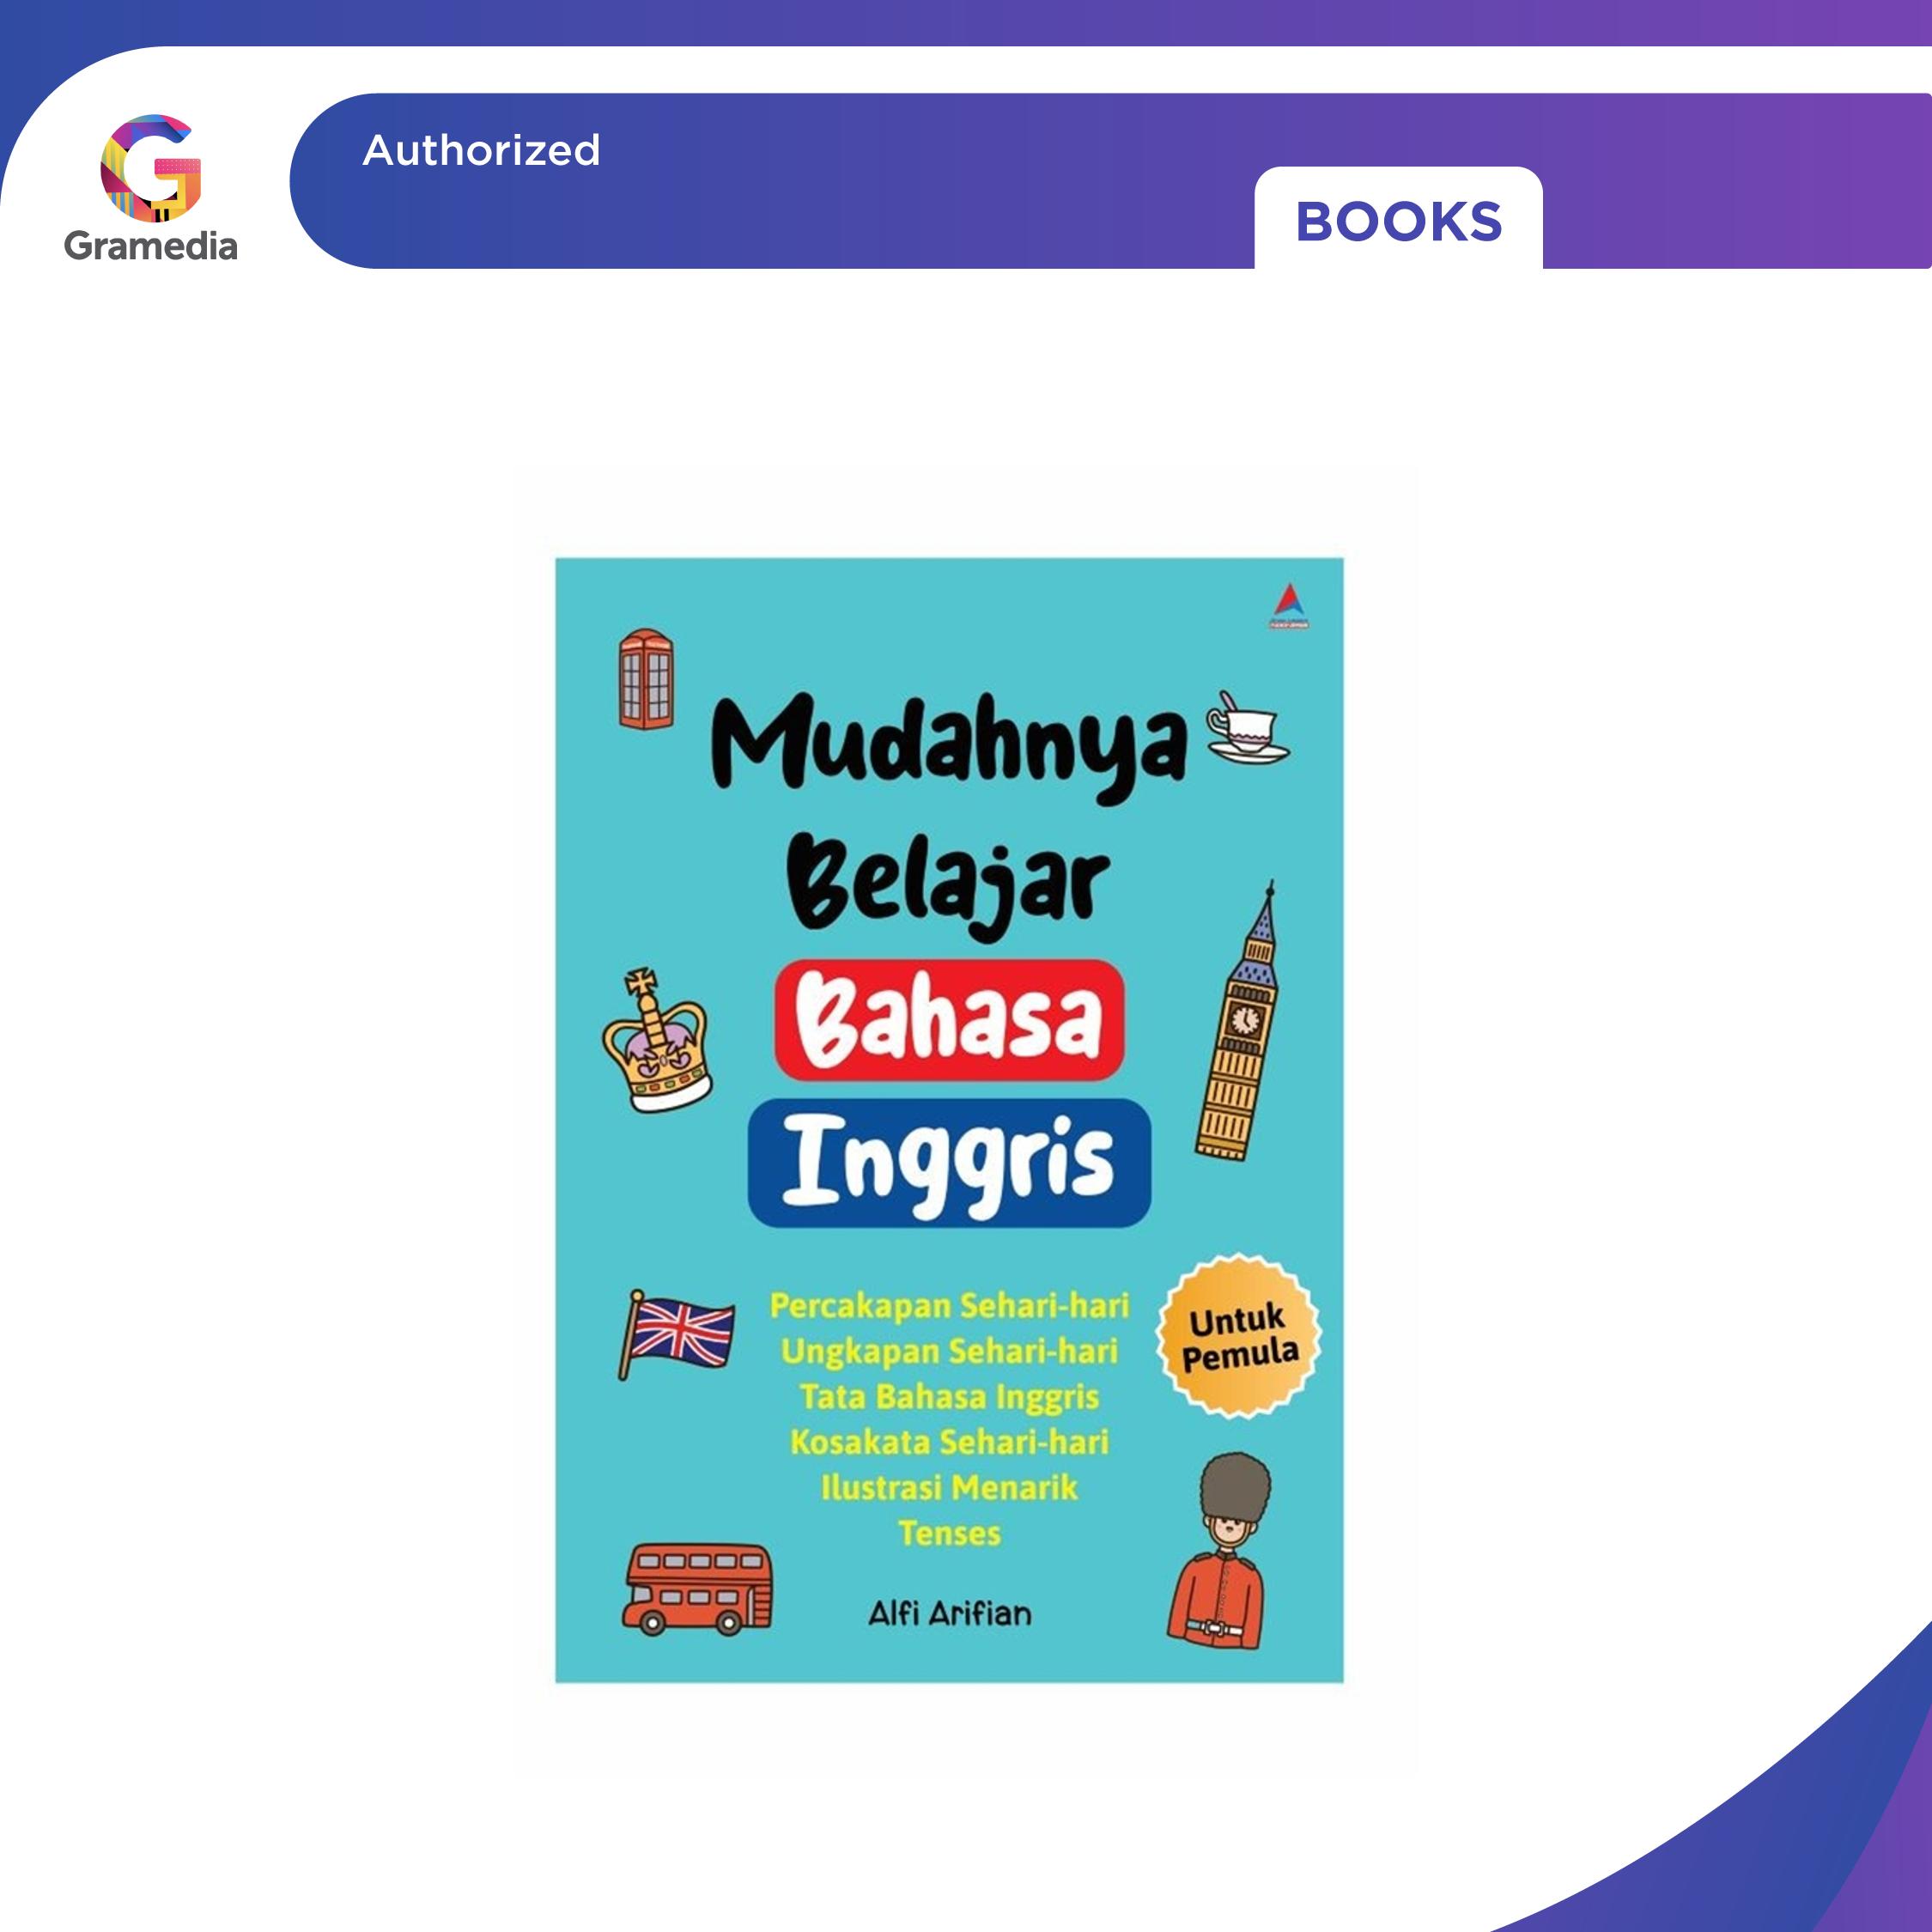 Authorized
Gramedia
BOOKS
Mudahnya
Belajar
Bahasa
Inggris
Percakapan Sehari-hari
Ungkapan Sehari-hari
Tata Bahasa Inggris
Kosakata Sehari-hari
Ilustrasi Menarik
Tenses
Untuk
Pemula
Alfi Arifian